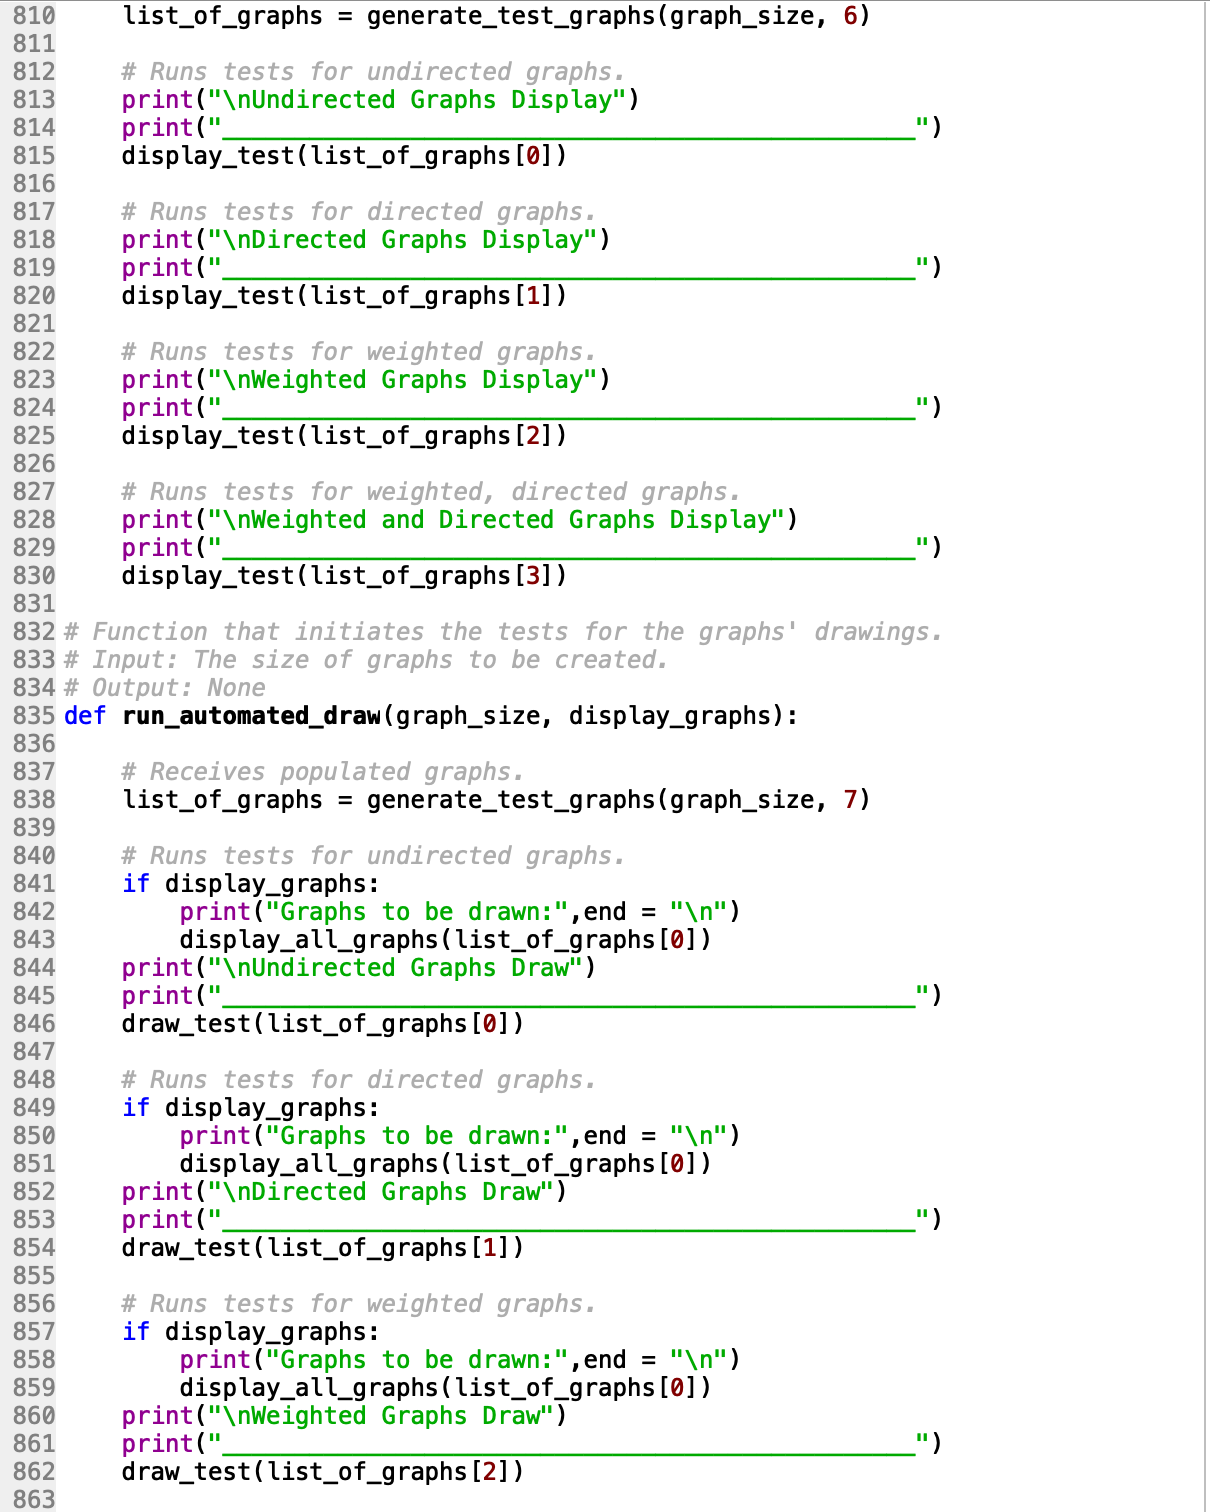 810     list_of_graphs = generate_test_graphs(graph_size, 6)
811
812     # Runs tests for undirected graphs.
813     print("\nUndirected Graphs Display")
814     print("________________________________________________")
815     display_test(list_of_graphs[0])
816
817     # Runs tests for directed graphs.
818     print("\nDirected Graphs Display")
819     print("________________________________________________")
820     display_test(list_of_graphs[1])
821
822     # Runs tests for weighted graphs.
823     print("\nWeighted Graphs Display")
824     print("________________________________________________")
825     display_test(list_of_graphs[2])
826
827     # Runs tests for weighted, directed graphs.
828     print("\nWeighted and Directed Graphs Display")
829     print("________________________________________________")
830     display_test(list_of_graphs[3])
831
832 # Function that initiates the tests for the graphs' drawings.
833 # Input: The size of graphs to be created.
834 # Output: None
835 def run_automated_draw(graph_size, display_graphs):
836
837     # Receives populated graphs.
838     list_of_graphs = generate_test_graphs(graph_size, 7)
839
840     # Runs tests for undirected graphs.
841     if display_graphs:
842         print("Graphs to be drawn:",end = "\n")
843         display_all_graphs(list_of_graphs[0])
844     print("\nUndirected Graphs Draw")
845     print("________________________________________________")
846     draw_test(list_of_graphs[0])
847
848     # Runs tests for directed graphs.
849     if display_graphs:
850         print("Graphs to be drawn:",end = "\n")
851         display_all_graphs(list_of_graphs[0])
852     print("\nDirected Graphs Draw")
853     print("________________________________________________")
854     draw_test(list_of_graphs[1])
855
856     # Runs tests for weighted graphs.
857     if display_graphs:
858         print("Graphs to be drawn:",end = "\n")
859         display_all_graphs(list_of_graphs[0])
860     print("\nWeighted Graphs Draw")
861     print("________________________________________________")
862     draw_test(list_of_graphs[2])
863